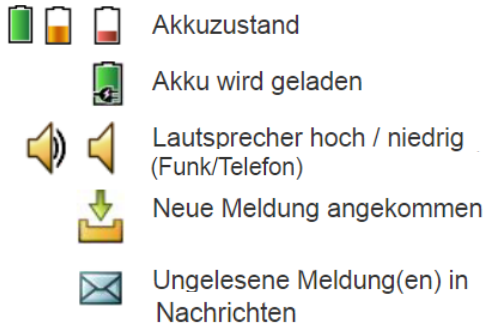 Akkuzustand
Akku wird geladen
Lautsprecher hoch / niedrig
(Funk/Telefon)
Neue Meldung angekommen
Ungelesene Meldung(en) in
Nachrichten